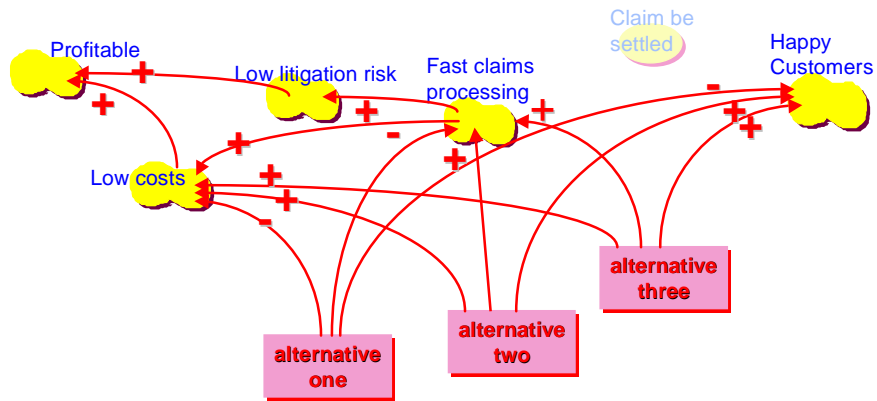 Claim be
settled
Profitable
Happy
Customers
Low litigation risk
Fast claims
processing
+
-
+
+
+
-
+
+
+
+
Low costs
+
+
-
alternative
three
alternative
two
alternative
one